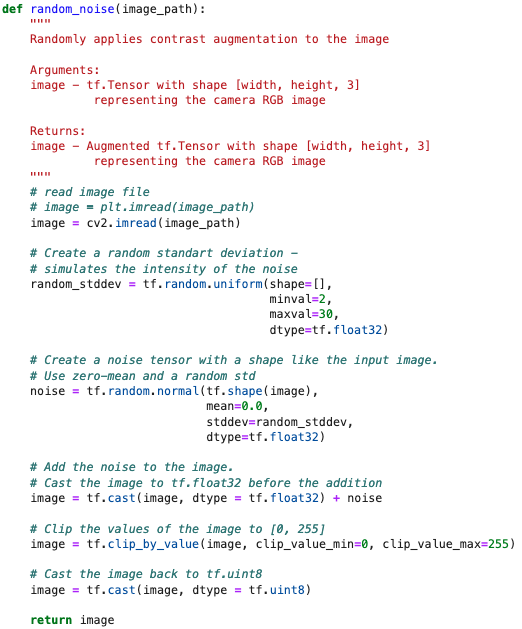 def random_noise(image_path):
    """
    Randomly applies contrast augmentation to the image

    Arguments:
    image - tf.Tensor with shape [width, height, 3]
             representing the camera RGB image

    Returns:
    image - Augmented tf.Tensor with shape [width, height, 3]
             representing the camera RGB image
    """
    # read image file
    # image = plt.imread(image_path)
    image = cv2.imread(image_path)

    # Create a random standart deviation -
    # simulates the intensity of the noise
    random_stddev = tf.random.uniform(shape=[],
                                      minval=2,
                                      maxval=30,
                                      dtype=tf.float32)

    # Create a noise tensor with a shape like the input image.
    # Use zero-mean and a random std
    noise = tf.random.normal(tf.shape(image),
                             mean=0.0,
                             stddev=random_stddev,
                             dtype=tf.float32)

    # Add the noise to the image.
    # Cast the image to tf.float32 before the addition
    image = tf.cast(image, dtype = tf.float32) + noise

    # Clip the values of the image to [0, 255]
    image = tf.clip_by_value(image, clip_value_min=0, clip_value_max=255)

    # Cast the image back to tf.uint8
    image = tf.cast(image, dtype = tf.uint8)

    return image